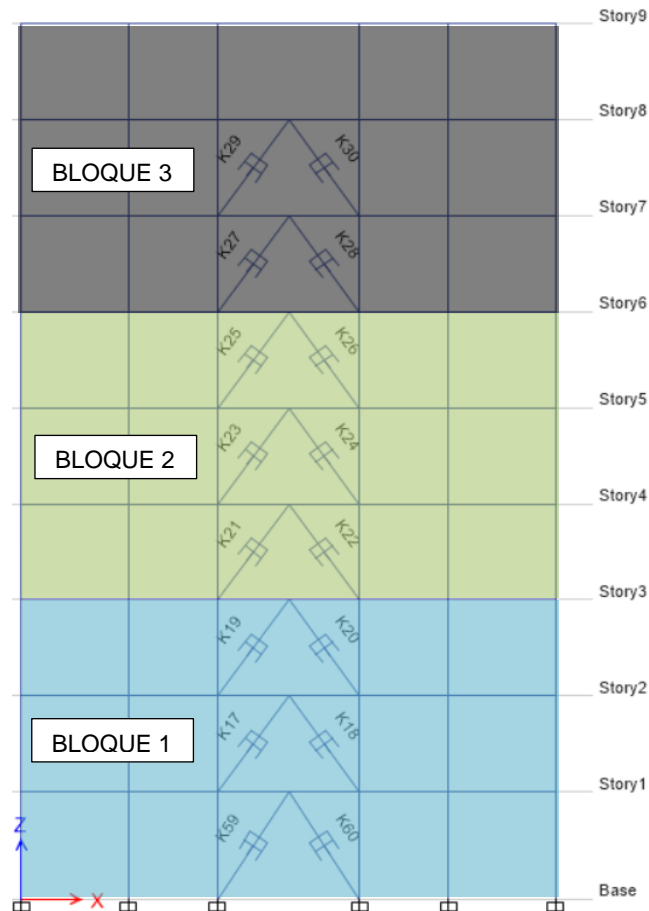 Story9
Story8
K29
K30
BLOQUE 3
Story7
K27
K28
Story6
K25
K26
Story5
BLOQUE 2
K23
K24
Story4
K21
K22
Story3
K19
K20
Story2
BLOQUE 1
K17
K18
Story1
K59
K60
Z
X
Base